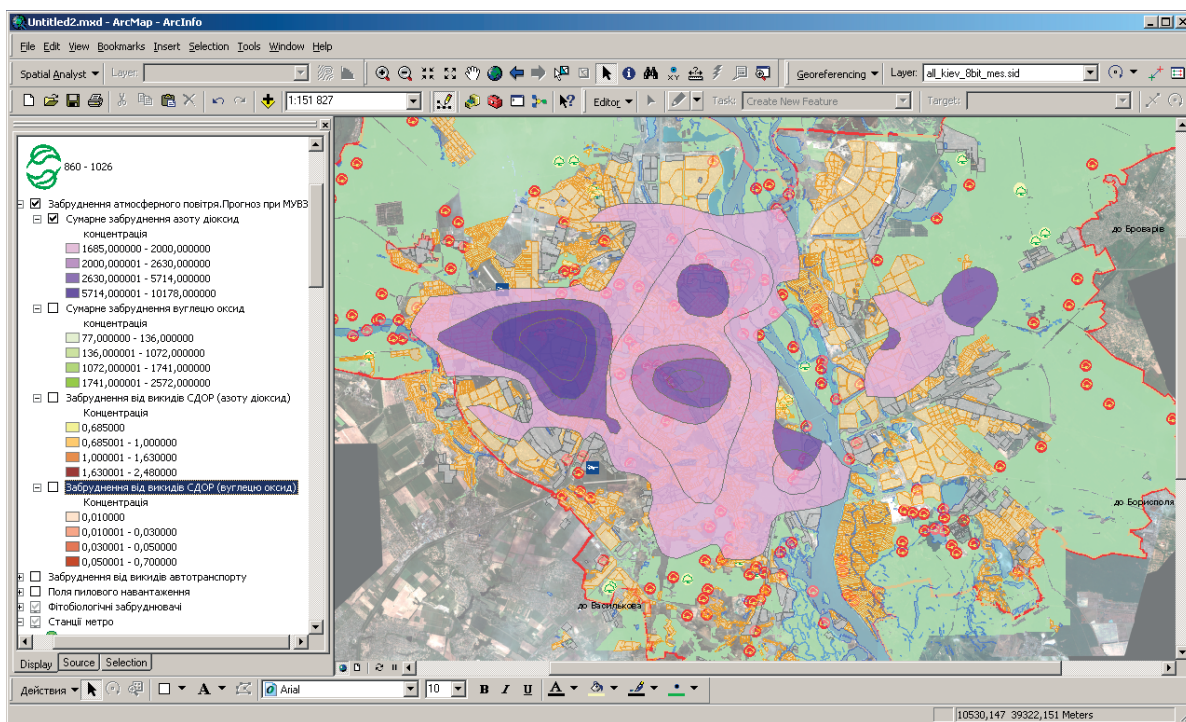 Untitled2.mxd - ArcMap - ArcInfo
File Edit View Bookmarks Insert Selection Tools Window Help
Spatial Analyst Layer: Georeferencing Layer: all_kiev_8bit_mes.sid
1:151 827 Editor Task: Create New Feature Target:
860 - 1026
Забруднення атмосферного повітря.Прогноз при МУВЗ
Сумарне забруднення азоту діоксид
концентрація
1685,000000 - 2000,000000
2000,000001 - 2630,000000
2630,000001 - 5714,000000
5714,000001 - 10178,000000
Сумарне забруднення вуглецю оксид
концентрація
77,000000 - 136,000000
136,000001 - 1072,000000
1072,000001 - 1741,000000
1741,000001 - 2572,000000
Забруднення від викидів СДОР (азоту діоксид)
Концентрація
0,685000
0,685001 - 1,000000
1,000001 - 1,630000
1,630001 - 2,480000
Забруднення від викидів СДОР (вуглецю оксид)
Концентрація
0,010000
0,010001 - 0,030000
0,030001 - 0,050000
0,050001 - 0,700000
Забруднення від викидів автотранспорту
Поля пилового навантаження
Фітобіологічні забруднювачі
Станції метро
до Броварів
до Борисполя
до Василькова
Display Source Selection
Действия Arial 10 B I U A
10530,147 39322,151 Meters